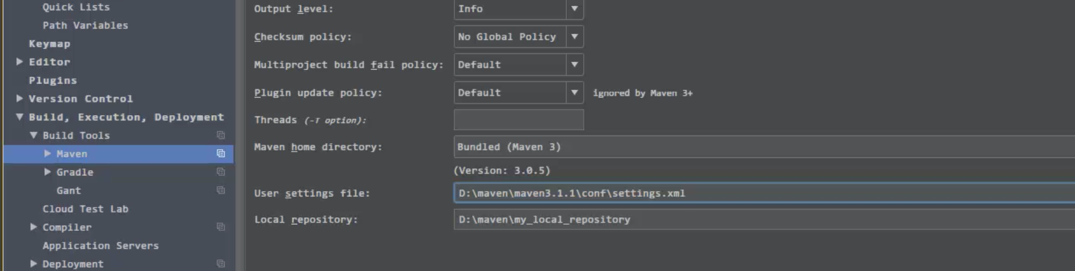 Quick Lists
Path Variables
Keymap
Editor
Plugins
Version Control
Build, Execution, Deployment
Build Tools
Maven
Gradle
Gant
Cloud Test Lab
Compiler
Application Servers
Deployment
Output level: Info
Checksum policy: No Global Policy
Multiproject build fail policy: Default
Plugin update policy: Default ignored by Maven 3+
Threads (-T option):
Maven home directory: Bundled (Maven 3)
(Version: 3.0.5)
User settings file: D:\maven\maven3.1.1\conf\settings.xml
Local repository: D:\maven\my_local_repository